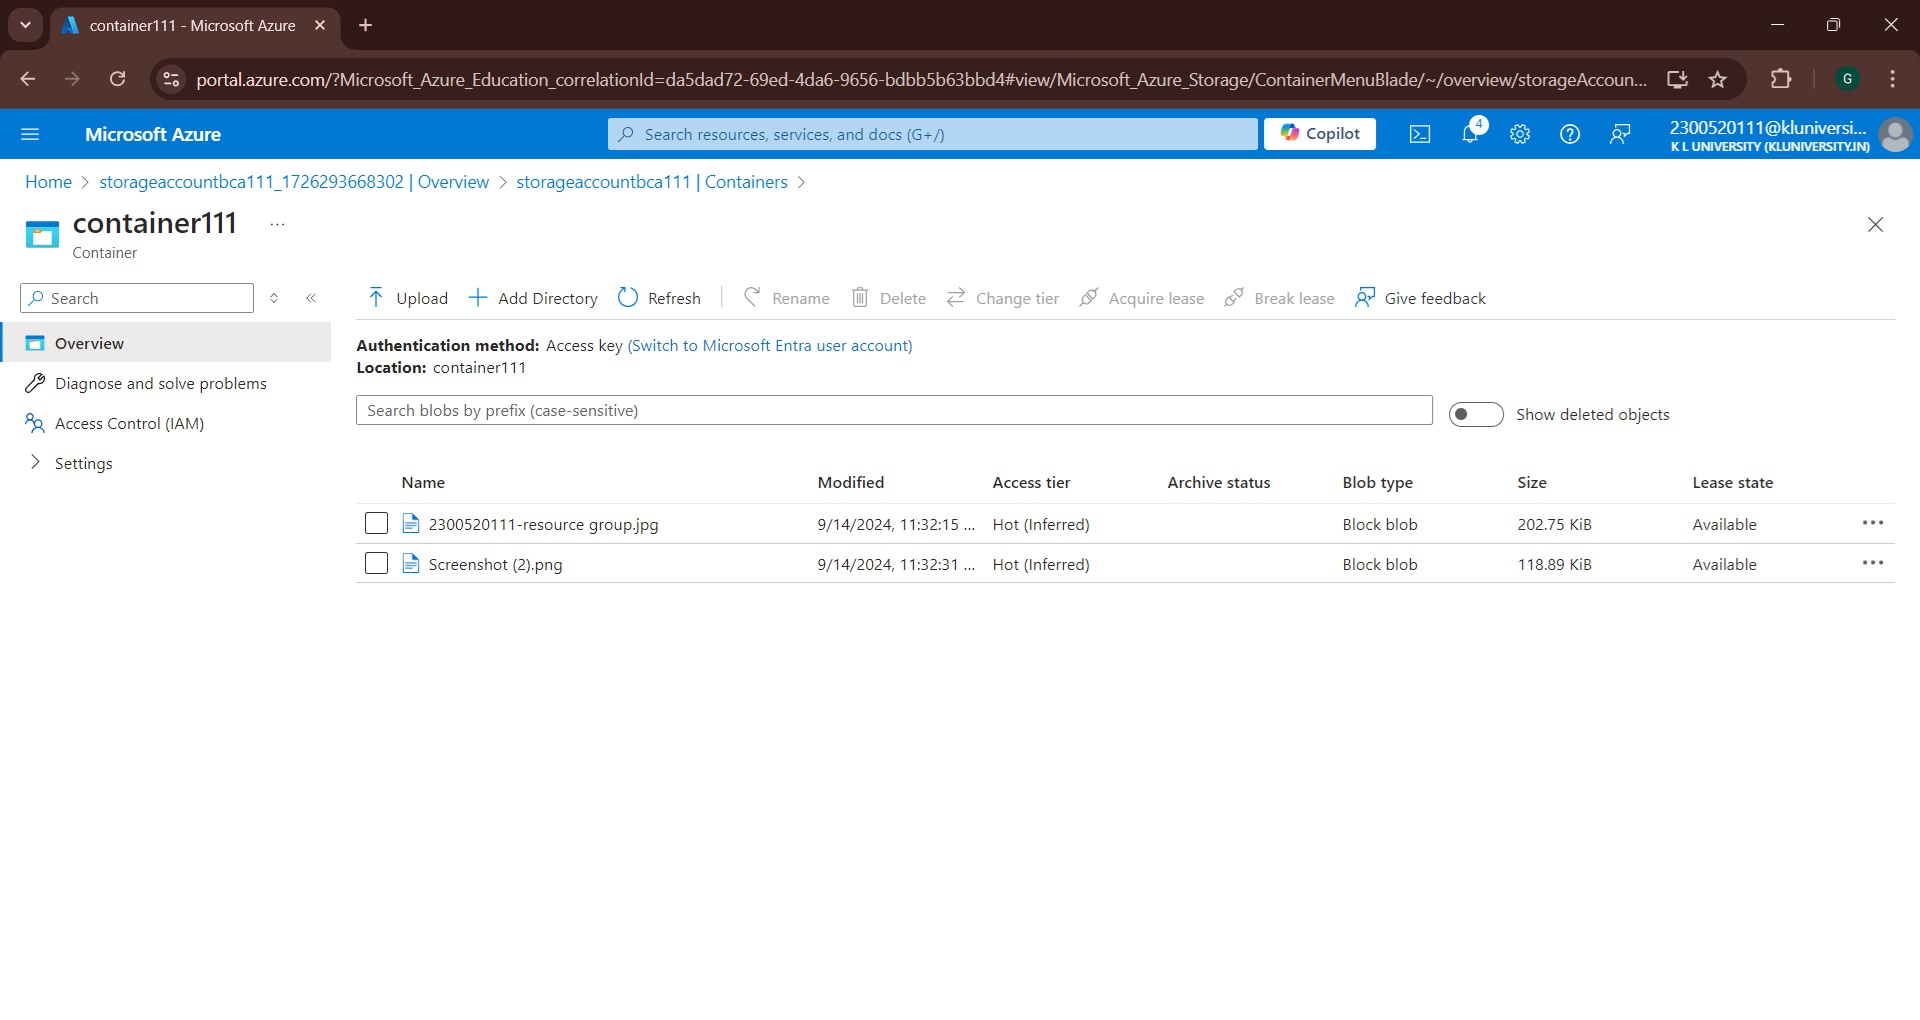 container111 - Microsoft Azure
portal.azure.com/?Microsoft_Azure_Education_correlationId=da5dad72-69ed-4da6-9656-bdbb5b63bbd4#view/Microsoft_Azure_Storage/ContainerMenuBlade/~/overview/storageAccoun...
G
Microsoft Azure
Search resources, services, and docs (G+/)
Copilot
4
2300520111@kluniversi...
K L UNIVERSITY (KLUNIVERSITY.IN)
Home > storageaccountbca111_1726293668302 | Overview > storageaccountbca111 | Containers >
container111 ...
Container
Search
Upload Add Directory Refresh Rename Delete Change tier Acquire lease Break lease Give feedback
Overview
Diagnose and solve problems
Access Control (IAM)
Settings
Authentication method: Access key (Switch to Microsoft Entra user account)
Location: container111
Search blobs by prefix (case-sensitive)
Show deleted objects
Name Modified Access tier Archive status Blob type Size Lease state
2300520111-resource group.jpg 9/14/2024, 11:32:15 ... Hot (Inferred) Block blob 202.75 KiB Available
Screenshot (2).png 9/14/2024, 11:32:31 ... Hot (Inferred) Block blob 118.89 KiB Available